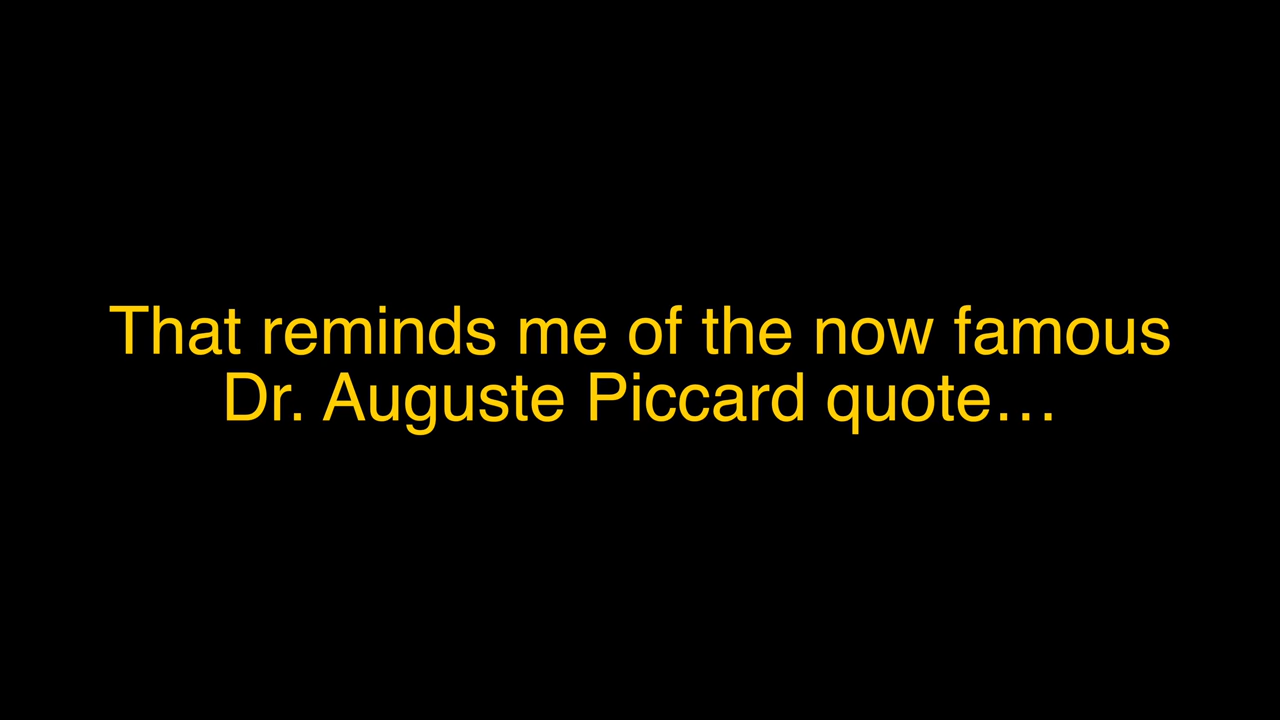 That reminds me of the now famous
Dr. Auguste Piccard quote…